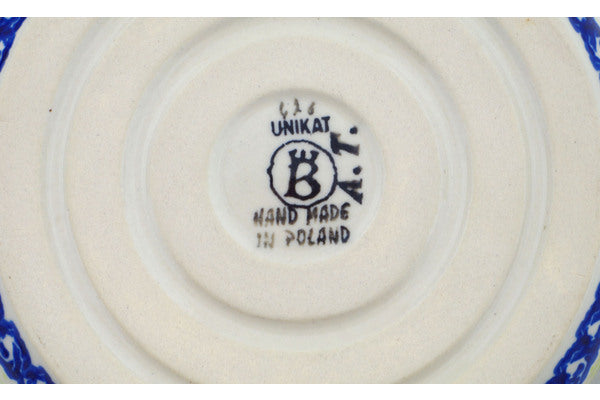 UNIKAT
B
A.T.
HAND MADE
IN POLAND